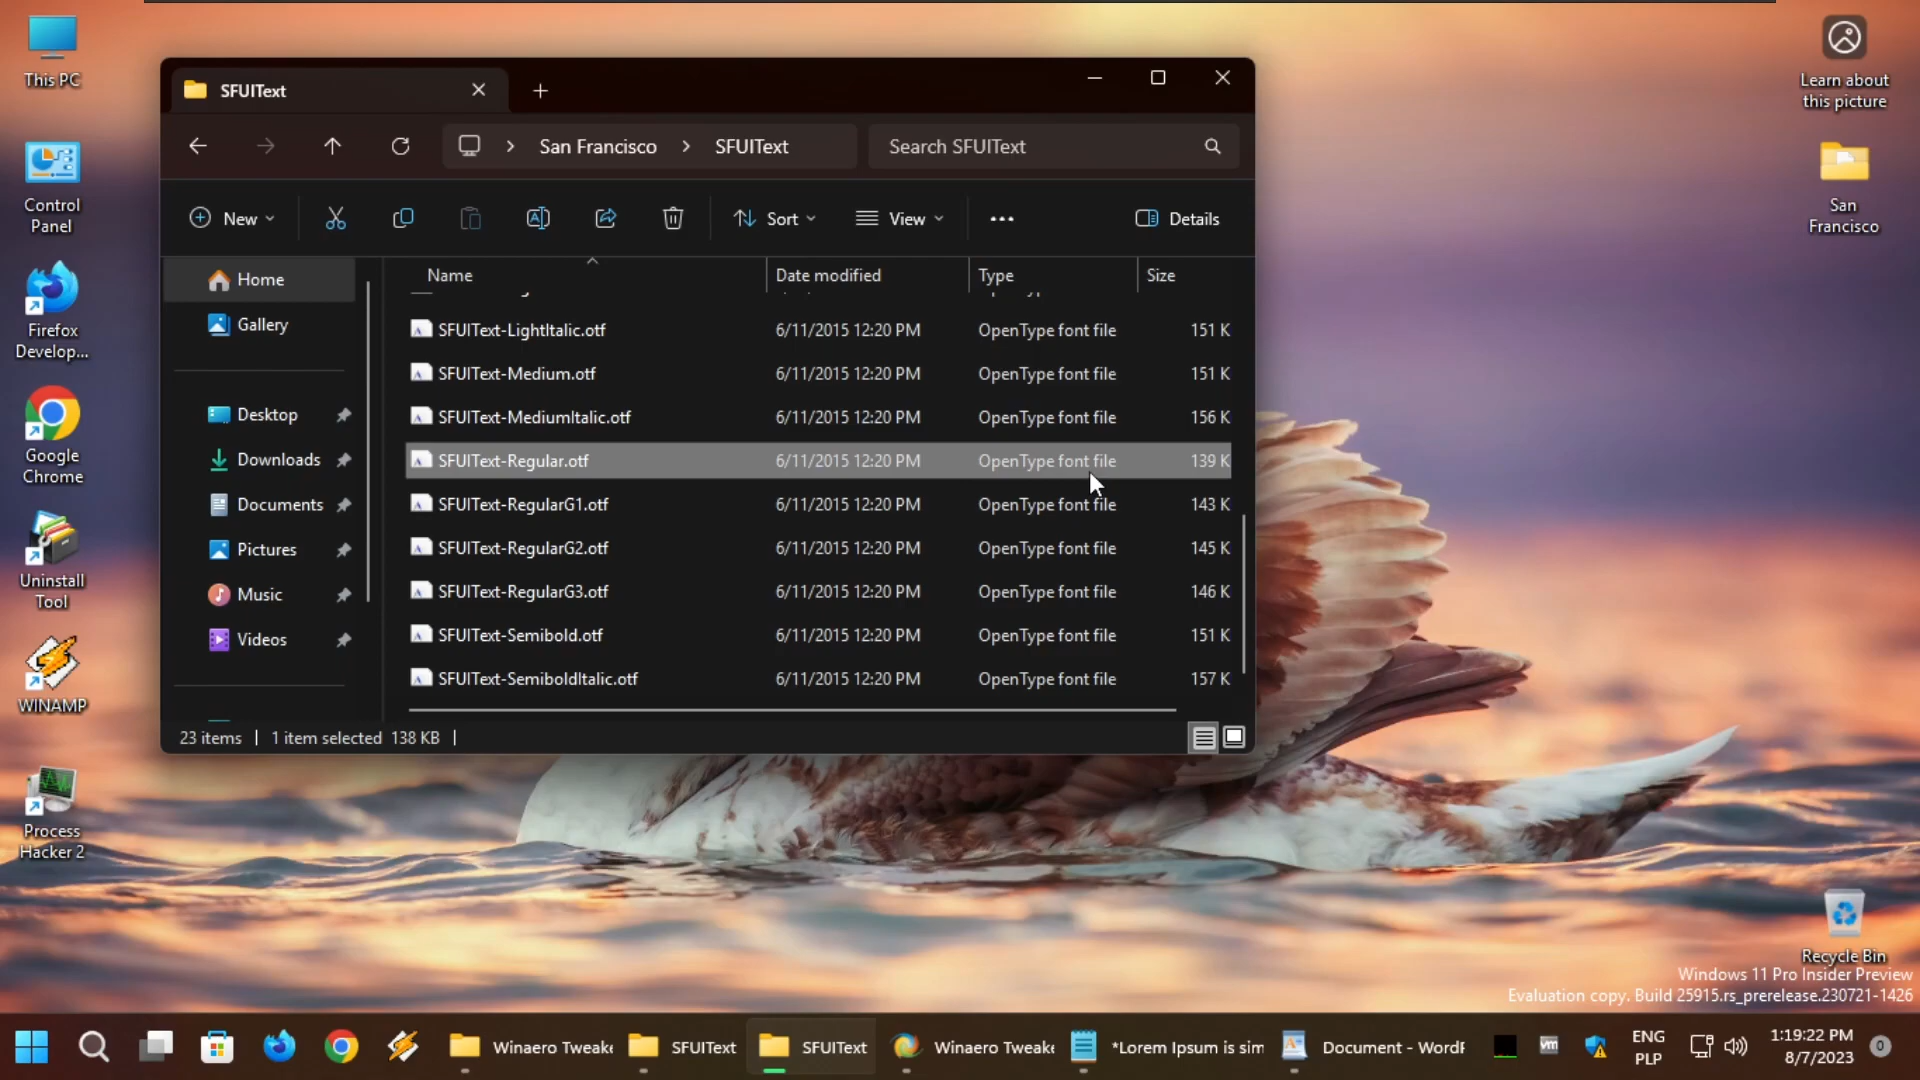 This PC
Control
Panel
Firefox
Develop...
Google
Chrome
Uninstall
Tool
WINAMP
Process
Hacker 2
Learn about
this picture
San
Francisco
Recycle Bin
SFUIText
San Francisco
SFUIText
Search SFUIText
New
Sort
View
Details
Home
Gallery
Desktop
Downloads
Documents
Pictures
Music
Videos
Name Date modified Type Size
SFUIText-LightItalic.otf 6/11/2015 12:20 PM OpenType font file 151 K
SFUIText-Medium.otf 6/11/2015 12:20 PM OpenType font file 151 K
SFUIText-MediumItalic.otf 6/11/2015 12:20 PM OpenType font file 156 K
SFUIText-Regular.otf 6/11/2015 12:20 PM OpenType font file 139 K
SFUIText-RegularG1.otf 6/11/2015 12:20 PM OpenType font file 143 K
SFUIText-RegularG2.otf 6/11/2015 12:20 PM OpenType font file 145 K
SFUIText-RegularG3.otf 6/11/2015 12:20 PM OpenType font file 146 K
SFUIText-Semibold.otf 6/11/2015 12:20 PM OpenType font file 151 K
SFUIText-SemiboldItalic.otf 6/11/2015 12:20 PM OpenType font file 157 K
23 items 1 item selected 138 KB
Windows 11 Pro Insider Preview
Evaluation copy. Build 25915.rs_prerelease.230721-1426
Winaero Tweake
SFUIText
SFUIText
Winaero Tweake
*Lorem Ipsum is sim
Document - WordP
vm
ENG
PLP
1:19:22 PM
8/7/2023
0